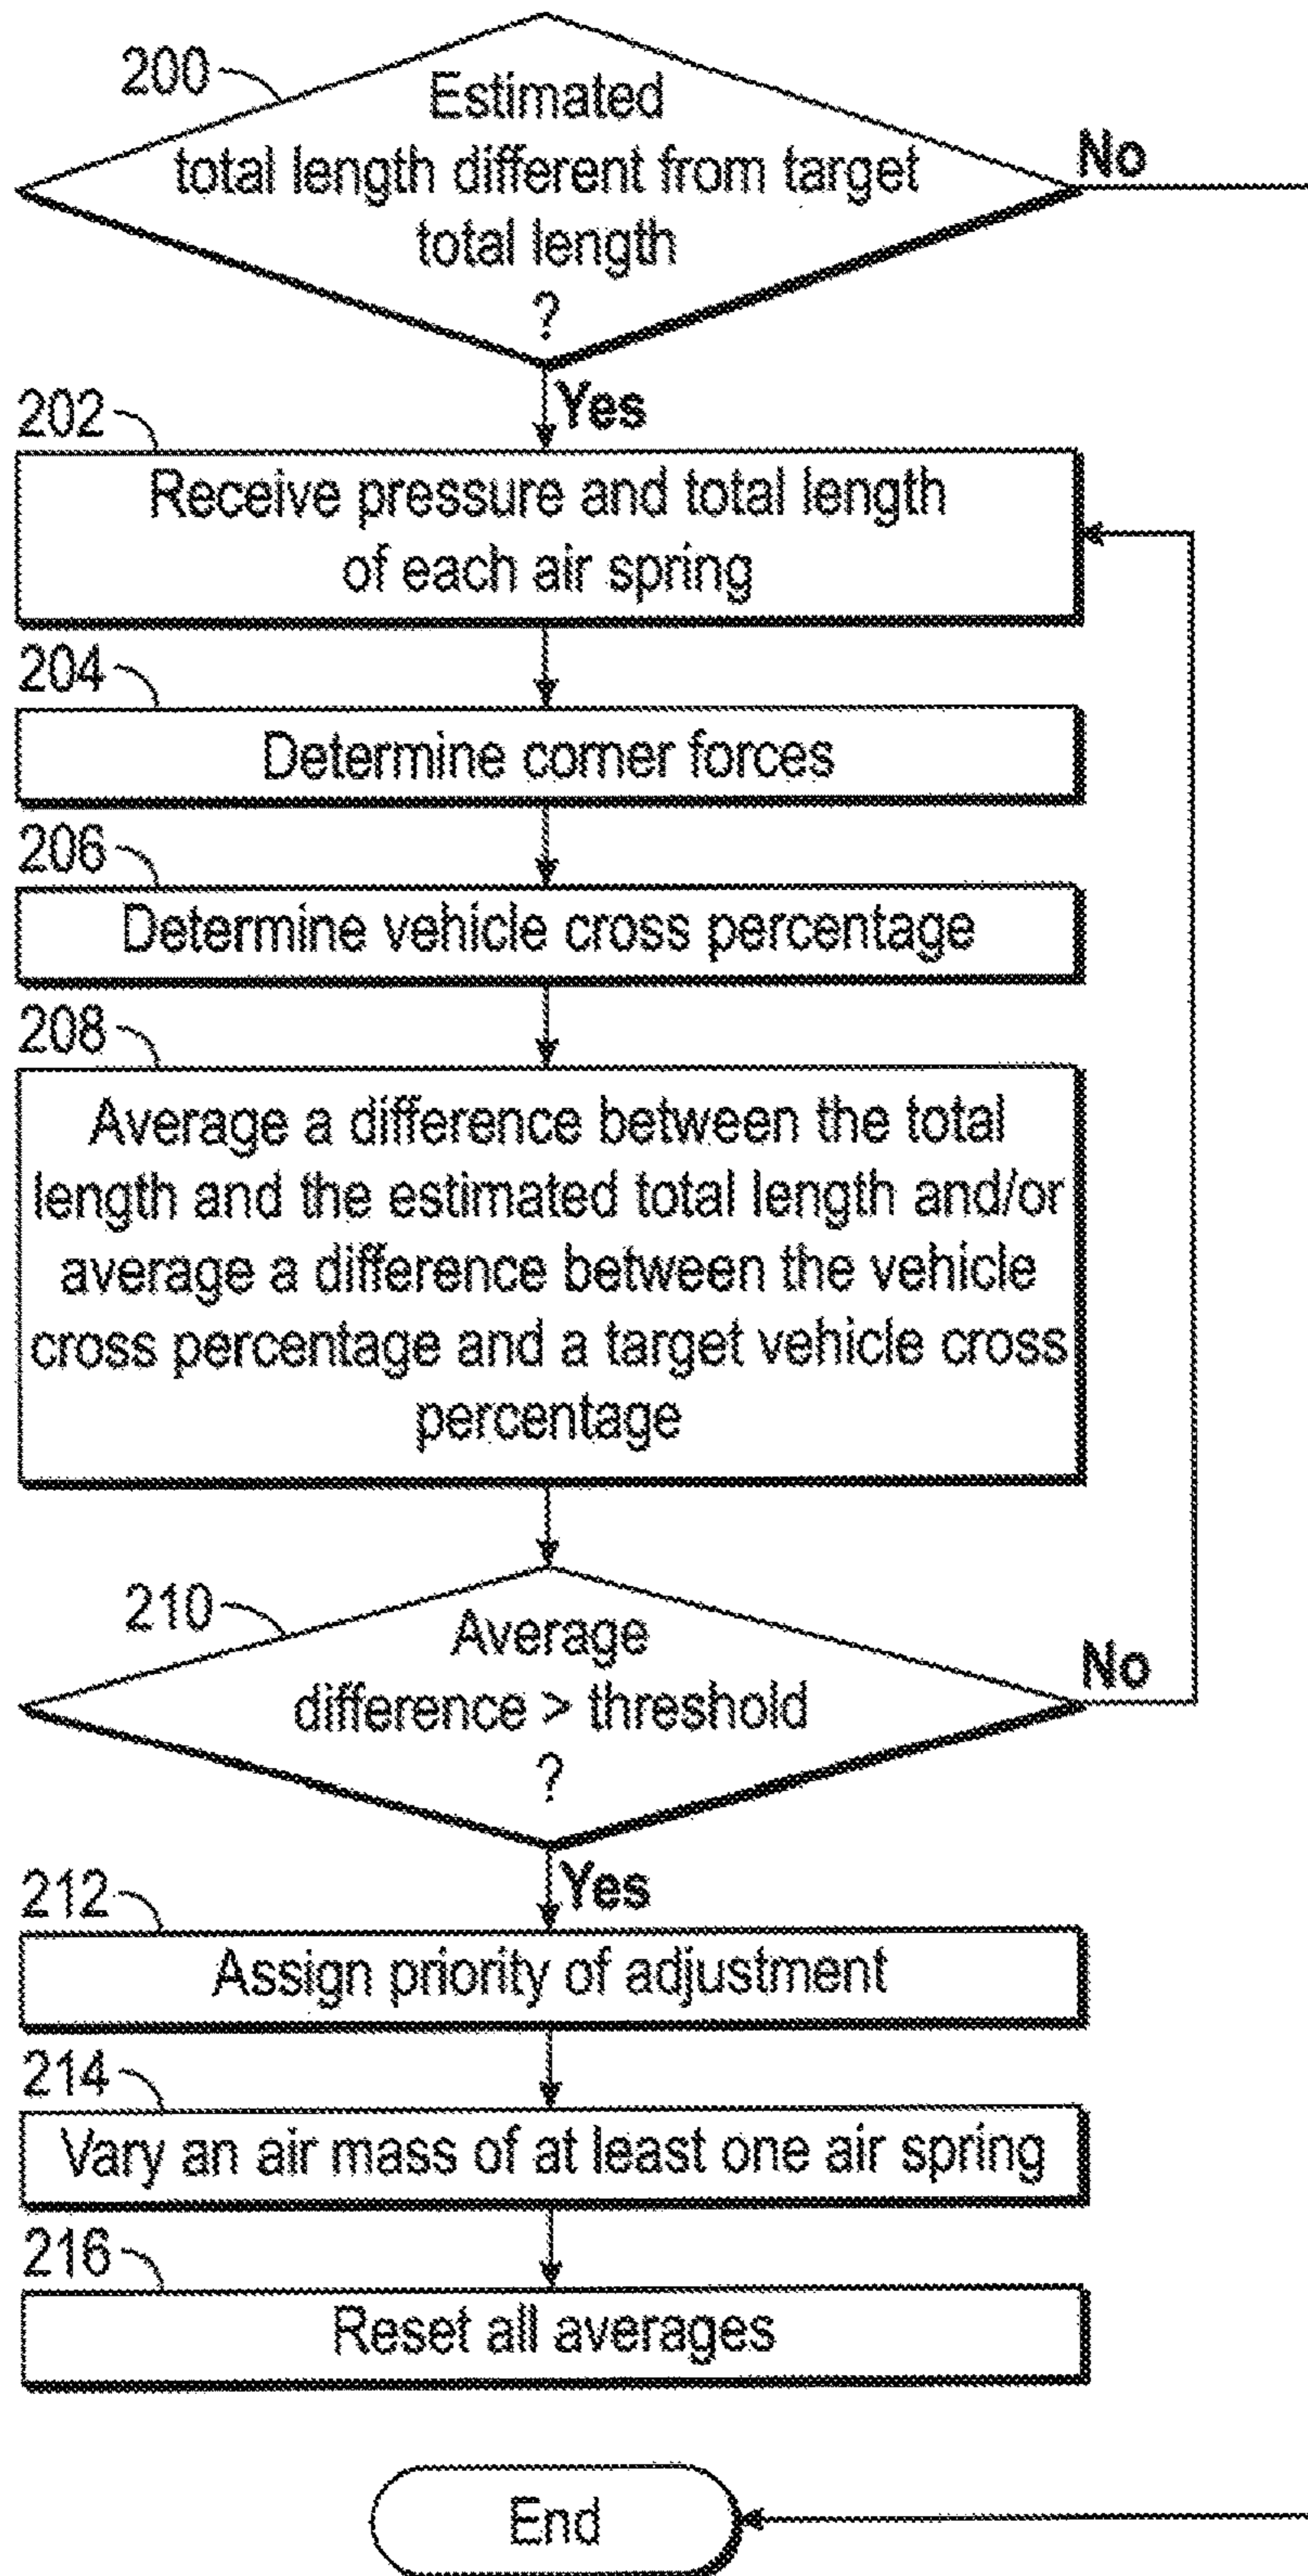 200
Estimated
total length different from target
total length
?
No
Yes
202
Receive pressure and total length
of each air spring
204
Determine corner forces
206
Determine vehicle cross percentage
208
Average a difference between the total
length and the estimated total length and/or
average a difference between the vehicle
cross percentage and a target vehicle cross
percentage
210
Average
difference > threshold
?
No
Yes
212
Assign priority of adjustment
214
Vary an air mass of at least one air spring
216
Reset all averages
End